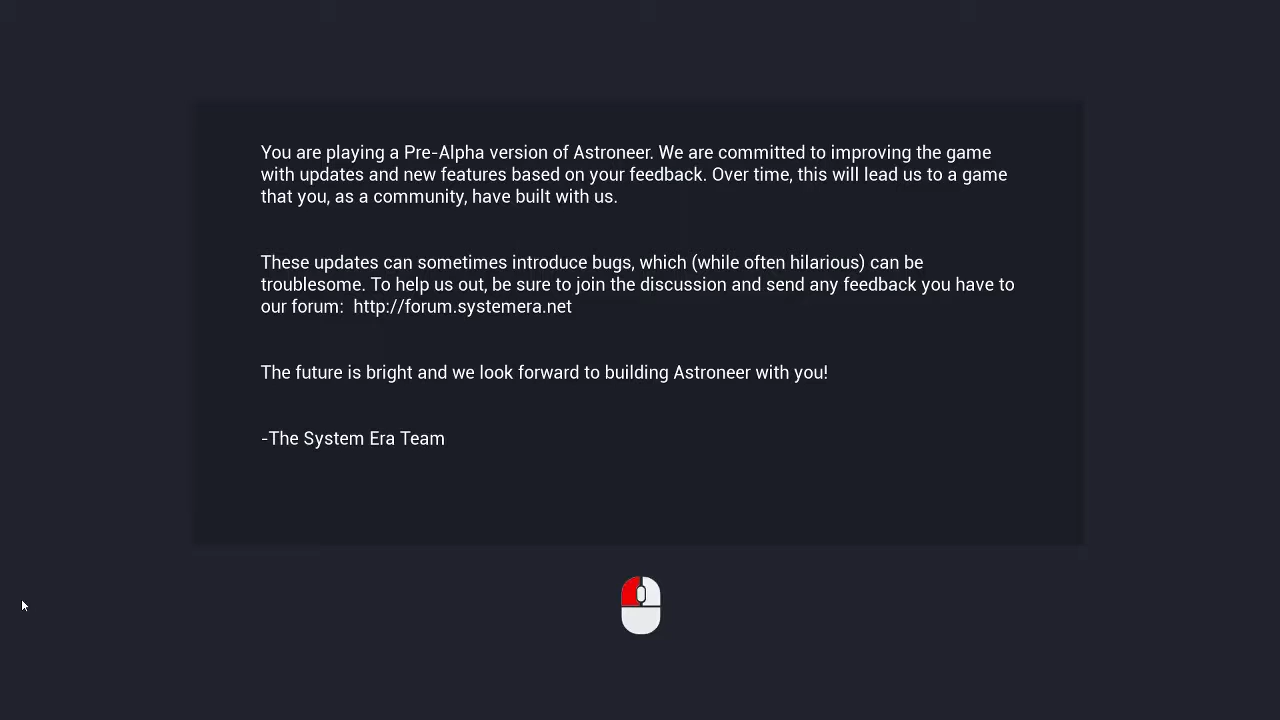 You are playing a Pre-Alpha version of Astroneer. We are committed to improving the game
with updates and new features based on your feedback. Over time, this will lead us to a game
that you, as a community, have built with us.
These updates can sometimes introduce bugs, which (while often hilarious) can be
troublesome. To help us out, be sure to join the discussion and send any feedback you have to
our forum:  http://forum.systemera.net
The future is bright and we look forward to building Astroneer with you!
-The System Era Team